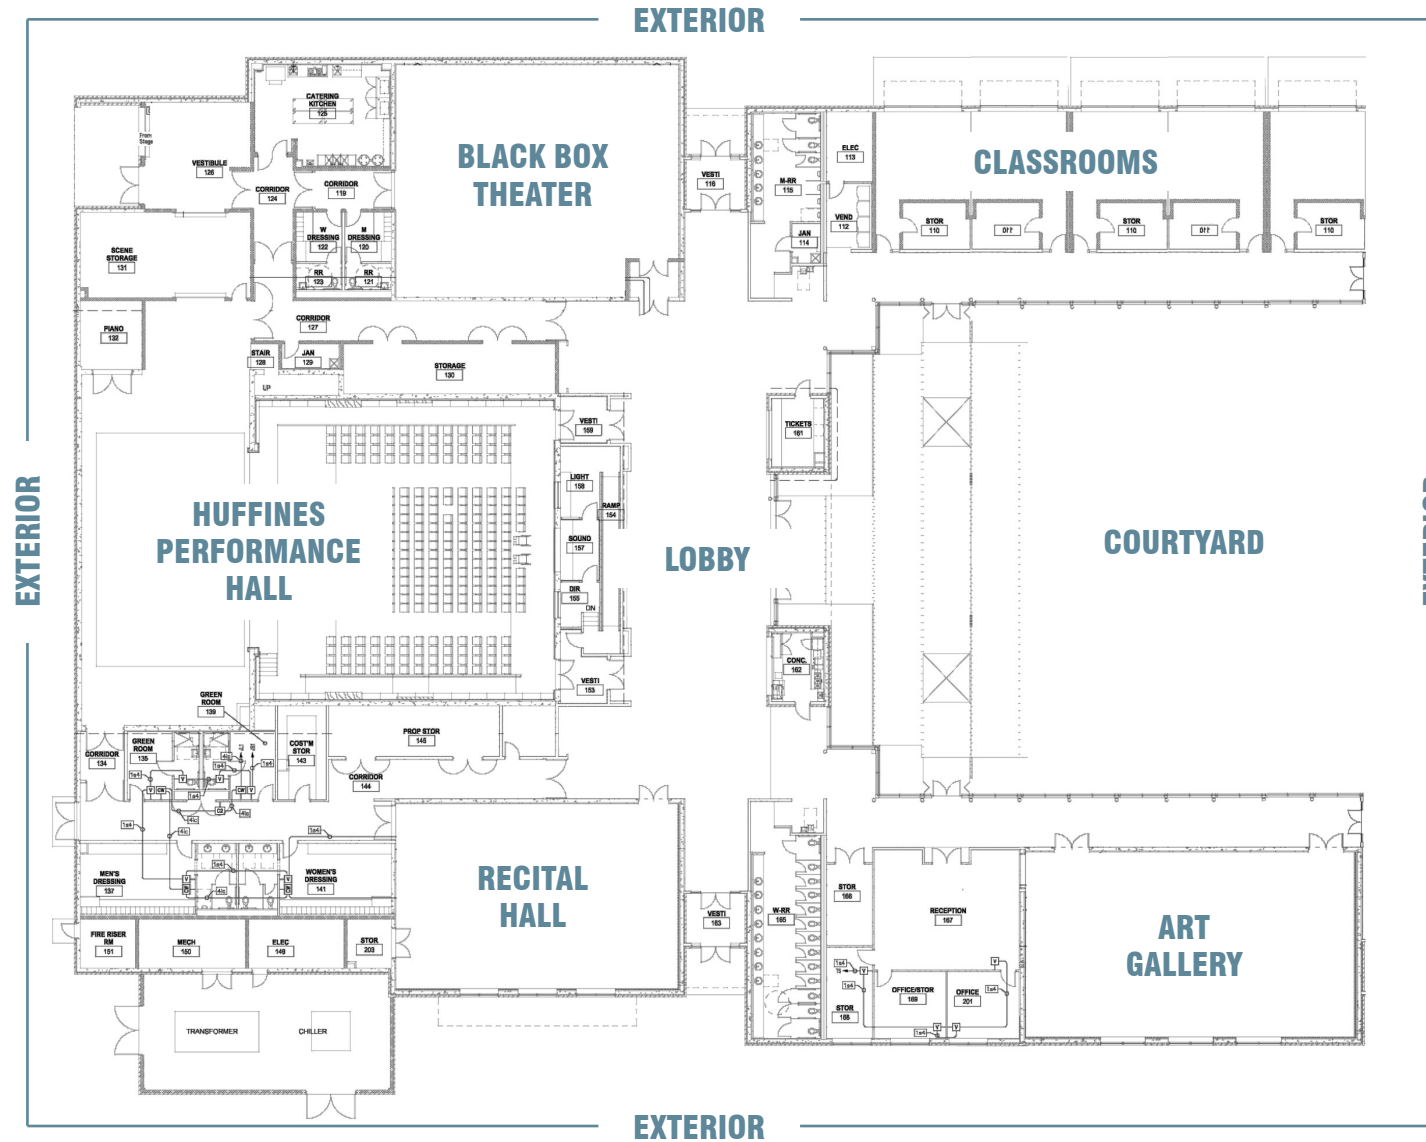 EXTERIOR
CATERING
KITCHEN
125
From
Stage
VESTIBULE
126
CORRIDOR
124
CORRIDOR
119
BLACK BOX
THEATER
VESTI
116
M-RR
115
ELEC
113
VEND
112
JAN
114
CLASSROOMS
STOR
110
110
STOR
110
110
STOR
110
SCENE
STORAGE
131
W
DRESSING
122
M
DRESSING
120
RR
123
RR
121
PIANO
132
CORRIDOR
127
STAIR
128
JAN
129
STORAGE
130
UP
VESTI
159
TICKETS
161
LIGHT
158
RAMP
154
SOUND
157
DIR
155
DN
EXTERIOR
HUFFINES
PERFORMANCE
HALL
LOBBY
COURTYARD
CONC.
162
VESTI
153
GREEN
ROOM
139
CORRIDOR
134
GREEN
ROOM
135
COST'M
STOR
143
PROP STOR
145
CORRIDOR
144
MEN'S
DRESSING
137
WOMEN'S
DRESSING
141
RECITAL
HALL
VESTI
163
W-RR
165
STOR
166
RECEPTION
167
ART
GALLERY
FIRE RISER
RM
151
MECH
150
ELEC
149
STOR
203
OFFICE/STOR
169
OFFICE
201
STOR
168
TRANSFORMER
CHILLER
EXTERIOR